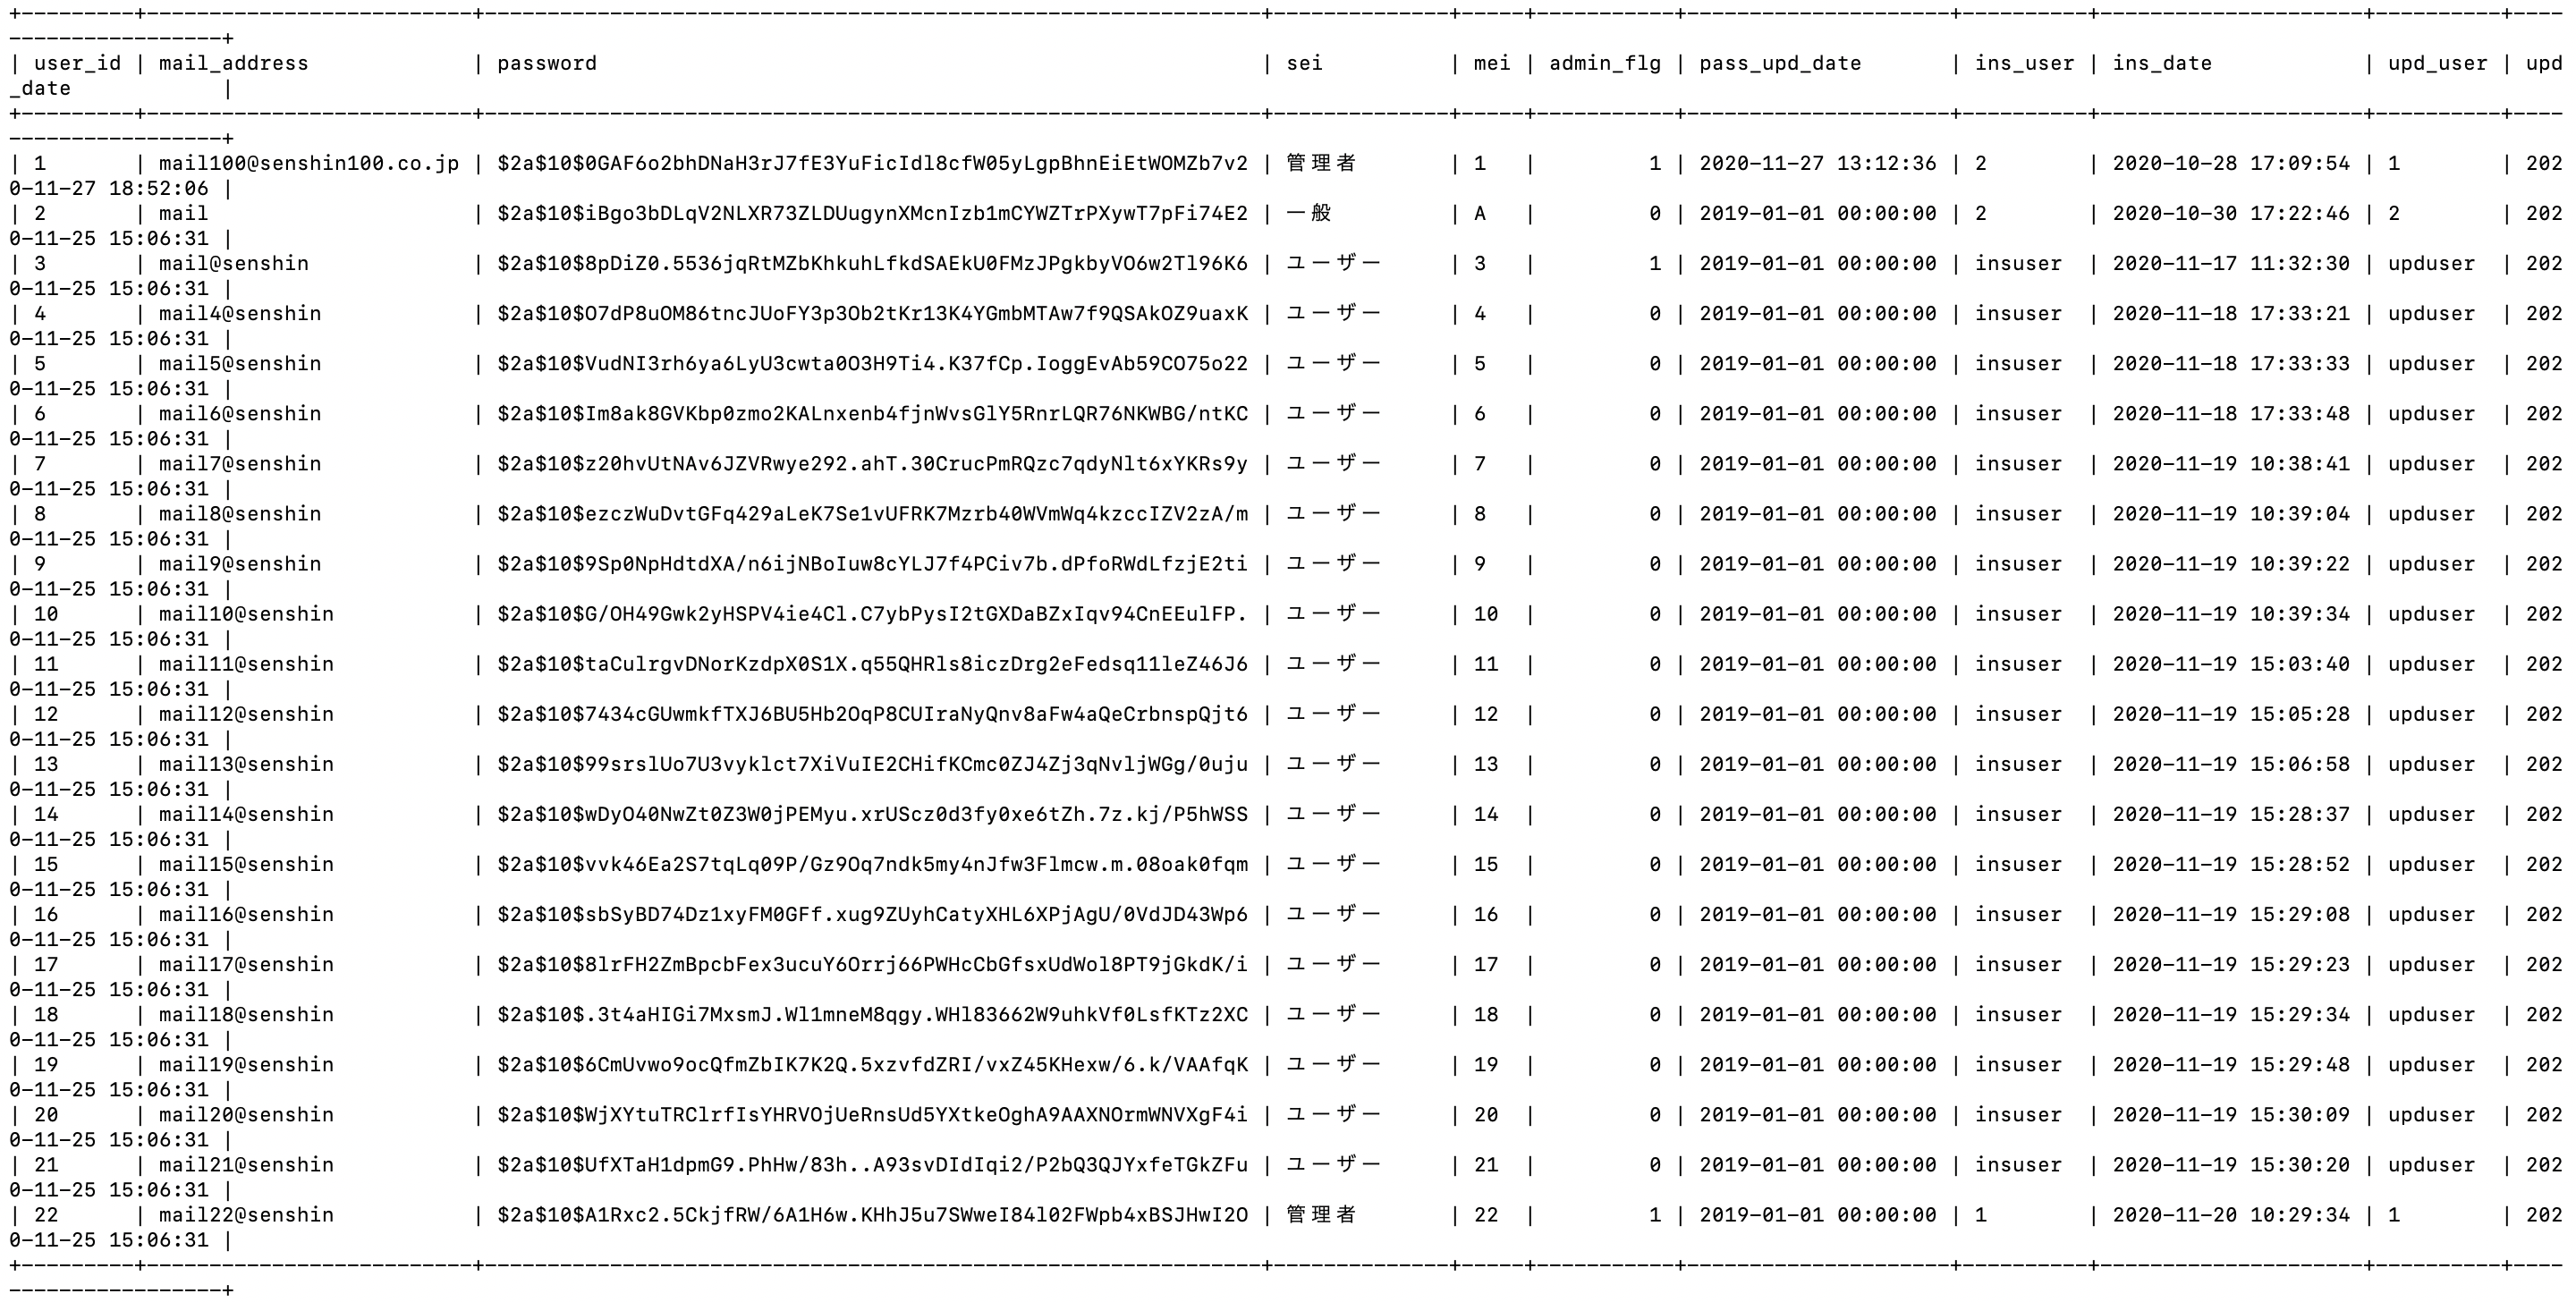 +---------+--------------------------+--------------------------------------------------------------+--------------+-----+-----------+---------------------+----------+---------------------+----------+----
-----------------+
| user_id | mail_address | password | sei | mei | admin_flg | pass_upd_date | ins_user | ins_date | upd_user | upd
_date |
+---------+--------------------------+--------------------------------------------------------------+--------------+-----+-----------+---------------------+----------+---------------------+----------+----
-----------------+
| 1 | mail100@senshin100.co.jp | $2a$10$0GAF6o2bhDNaH3rJ7fE3YuFicIdl8cfW05yLgpBhnEiEtWOMZb7v2 | 管理者 | 1 | 1 | 2020-11-27 13:12:36 | 2 | 2020-10-28 17:09:54 | 1 | 202
0-11-27 18:52:06 |
| 2 | mail | $2a$10$iBgo3bDLqV2NLXR73ZLDUugynXMcnIzb1mCYWZTrPXywT7pFi74E2 | 一般 | A | 0 | 2019-01-01 00:00:00 | 2 | 2020-10-30 17:22:46 | 2 | 202
0-11-25 15:06:31 |
| 3 | mail@senshin | $2a$10$8pDiZ0.5536jqRtMZbKhkuhLfkdSAEkU0FMzJPgkbyVO6w2Tl96K6 | ユーザー | 3 | 1 | 2019-01-01 00:00:00 | insuser | 2020-11-17 11:32:30 | upduser | 202
0-11-25 15:06:31 |
| 4 | mail4@senshin | $2a$10$O7dP8uOM86tncJUoFY3p3Ob2tKr13K4YGmbMTAw7f9QSAkOZ9uaxK | ユーザー | 4 | 0 | 2019-01-01 00:00:00 | insuser | 2020-11-18 17:33:21 | upduser | 202
0-11-25 15:06:31 |
| 5 | mail5@senshin | $2a$10$VudNI3rh6ya6LyU3cwta0O3H9Ti4.K37fCp.IoggEvAb59CO75o22 | ユーザー | 5 | 0 | 2019-01-01 00:00:00 | insuser | 2020-11-18 17:33:33 | upduser | 202
0-11-25 15:06:31 |
| 6 | mail6@senshin | $2a$10$Im8ak8GVKbp0zmo2KALnxenb4fjnWvsGlY5RnrLQR76NKWBG/ntKC | ユーザー | 6 | 0 | 2019-01-01 00:00:00 | insuser | 2020-11-18 17:33:48 | upduser | 202
0-11-25 15:06:31 |
| 7 | mail7@senshin | $2a$10$z20hvUtNAv6JZVRwye292.ahT.30CrucPmRQzc7qdyNlt6xYKRs9y | ユーザー | 7 | 0 | 2019-01-01 00:00:00 | insuser | 2020-11-19 10:38:41 | upduser | 202
0-11-25 15:06:31 |
| 8 | mail8@senshin | $2a$10$ezczWuDvtGFq429aLeK7Se1vUFRK7Mzrb40WVmWq4kzccIZV2zA/m | ユーザー | 8 | 0 | 2019-01-01 00:00:00 | insuser | 2020-11-19 10:39:04 | upduser | 202
0-11-25 15:06:31 |
| 9 | mail9@senshin | $2a$10$9Sp0NpHdtdXA/n6ijNBoIuw8cYLJ7f4PCiv7b.dPfoRWdLfzjE2ti | ユーザー | 9 | 0 | 2019-01-01 00:00:00 | insuser | 2020-11-19 10:39:22 | upduser | 202
0-11-25 15:06:31 |
| 10 | mail10@senshin | $2a$10$G/OH49Gwk2yHSPV4ie4Cl.C7ybPysI2tGXDaBZxIqv94CnEEulFP. | ユーザー | 10 | 0 | 2019-01-01 00:00:00 | insuser | 2020-11-19 10:39:34 | upduser | 202
0-11-25 15:06:31 |
| 11 | mail11@senshin | $2a$10$taCulrgvDNorKzdpX0S1X.q55QHRls8iczDrg2eFedsq11leZ46J6 | ユーザー | 11 | 0 | 2019-01-01 00:00:00 | insuser | 2020-11-19 15:03:40 | upduser | 202
0-11-25 15:06:31 |
| 12 | mail12@senshin | $2a$10$7434cGUwmkfTXJ6BU5Hb2OqP8CUIraNyQnv8aFw4aQeCrbnspQjt6 | ユーザー | 12 | 0 | 2019-01-01 00:00:00 | insuser | 2020-11-19 15:05:28 | upduser | 202
0-11-25 15:06:31 |
| 13 | mail13@senshin | $2a$10$99srslUo7U3vyklct7XiVuIE2CHifKCmc0ZJ4Zj3qNvljWGg/0uju | ユーザー | 13 | 0 | 2019-01-01 00:00:00 | insuser | 2020-11-19 15:06:58 | upduser | 202
0-11-25 15:06:31 |
| 14 | mail14@senshin | $2a$10$wDyO40NwZt0Z3W0jPEMyu.xrUScz0d3fy0xe6tZh.7z.kj/P5hWSS | ユーザー | 14 | 0 | 2019-01-01 00:00:00 | insuser | 2020-11-19 15:28:37 | upduser | 202
0-11-25 15:06:31 |
| 15 | mail15@senshin | $2a$10$vvk46Ea2S7tqLq09P/Gz9Oq7ndk5my4nJfw3Flmcw.m.08oak0fqm | ユーザー | 15 | 0 | 2019-01-01 00:00:00 | insuser | 2020-11-19 15:28:52 | upduser | 202
0-11-25 15:06:31 |
| 16 | mail16@senshin | $2a$10$sbSyBD74Dz1xyFM0GFf.xug9ZUyhCatyXHL6XPjAgU/0VdJD43Wp6 | ユーザー | 16 | 0 | 2019-01-01 00:00:00 | insuser | 2020-11-19 15:29:08 | upduser | 202
0-11-25 15:06:31 |
| 17 | mail17@senshin | $2a$10$8lrFH2ZmBpcbFex3ucuY6Orrj66PWHcCbGfsxUdWol8PT9jGkdK/i | ユーザー | 17 | 0 | 2019-01-01 00:00:00 | insuser | 2020-11-19 15:29:23 | upduser | 202
0-11-25 15:06:31 |
| 18 | mail18@senshin | $2a$10$.3t4aHIGi7MxsmJ.Wl1mneM8qgy.WHl83662W9uhkVf0LsfKTz2XC | ユーザー | 18 | 0 | 2019-01-01 00:00:00 | insuser | 2020-11-19 15:29:34 | upduser | 202
0-11-25 15:06:31 |
| 19 | mail19@senshin | $2a$10$6CmUvwo9ocQfmZbIK7K2Q.5xzvfdZRI/vxZ45KHexw/6.k/VAAfqK | ユーザー | 19 | 0 | 2019-01-01 00:00:00 | insuser | 2020-11-19 15:29:48 | upduser | 202
0-11-25 15:06:31 |
| 20 | mail20@senshin | $2a$10$WjXYtuTRClrfIsYHRVOjUeRnsUd5YXtkeOghA9AAXNOrmWNVXgF4i | ユーザー | 20 | 0 | 2019-01-01 00:00:00 | insuser | 2020-11-19 15:30:09 | upduser | 202
0-11-25 15:06:31 |
| 21 | mail21@senshin | $2a$10$UfXTaH1dpmG9.PhHw/83h..A93svDIdIqi2/P2bQ3QJYxfeTGkZFu | ユーザー | 21 | 0 | 2019-01-01 00:00:00 | insuser | 2020-11-19 15:30:20 | upduser | 202
0-11-25 15:06:31 |
| 22 | mail22@senshin | $2a$10$A1Rxc2.5CkjfRW/6A1H6w.KHhJ5u7SWweI84l02FWpb4xBSJHwI2O | 管理者 | 22 | 1 | 2019-01-01 00:00:00 | 1 | 2020-11-20 10:29:34 | 1 | 202
0-11-25 15:06:31 |
+---------+--------------------------+--------------------------------------------------------------+--------------+-----+-----------+---------------------+----------+---------------------+----------+----
-----------------+